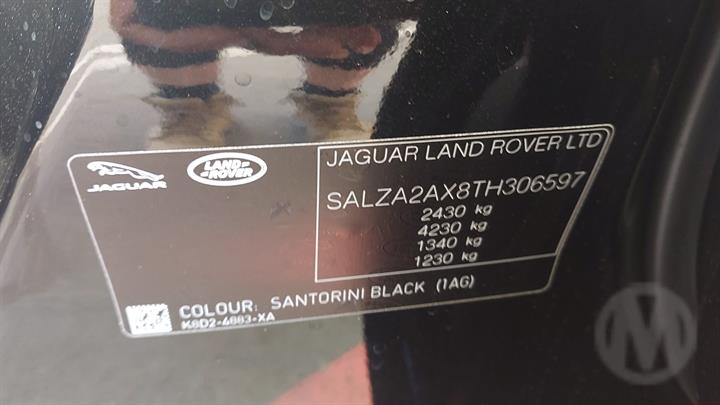 JAGUAR
LAND ROVER
JAGUAR LAND ROVER LTD
SALZA2AX8TH306597
2430 kg
4230 kg
1340 kg
1230 kg
COLOUR: SANTORINI BLACK (1AG)
K8D2-4883-XA
M